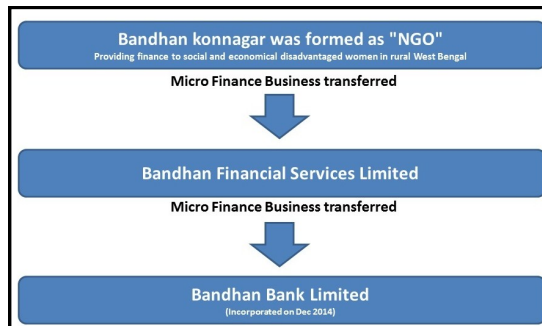 Bandhan konnagar was formed as "NGO"
Providing finance to social and economical disadvantaged women in rural West Bengal
Micro Finance Business transferred
Bandhan Financial Services Limited
Micro Finance Business transferred
Bandhan Bank Limited
(Incorporated on Dec 2014)